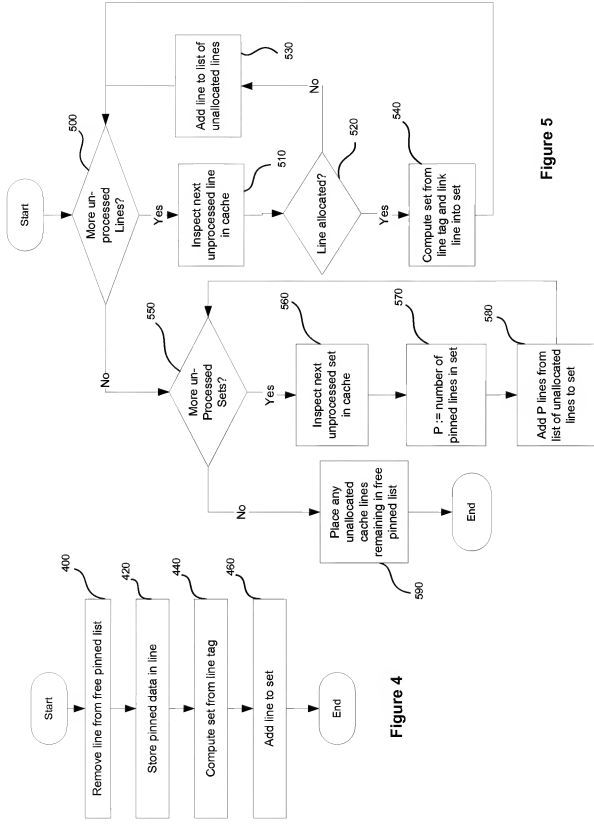 Start
400
Remove line from free pinned list
420
Store pinned data in line
440
Compute set from line tag
460
Add line to set
End
Figure 4
Start
500
More un-
processed
Lines?
No
Yes
510
Inspect next
unprocessed line
in cache
520
Line allocated?
No
530
Add line to list of
unallocated lines
Yes
540
Compute set from
line tag and link
line into set
550
More un-
Processed
Sets?
No
Yes
560
Inspect next
unprocessed set
in cache
570
P := number of
pinned lines in set
580
Add P lines from
list of unallocated
lines to set
Place any
unallocated
cache lines
remaining in free
pinned list
590
End
Figure 5